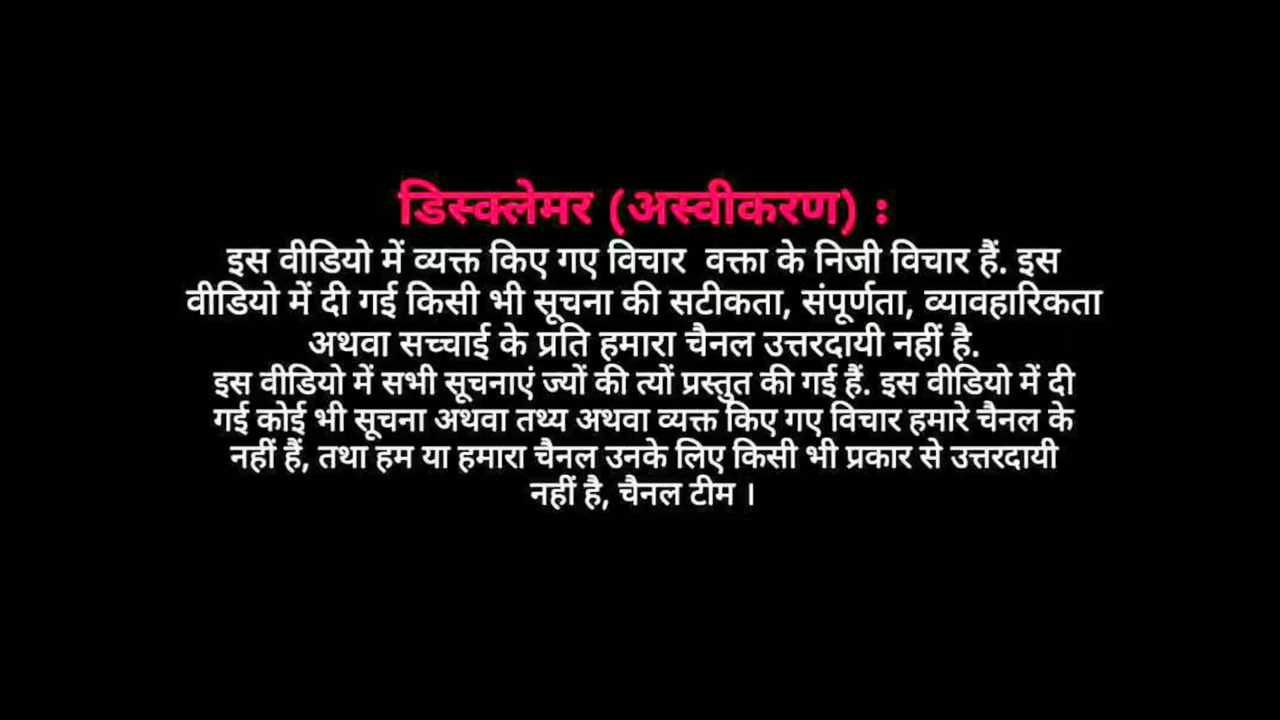 डिस्क्लेमर (अस्वीकरण) :
इस वीडियो में व्यक्त किए गए विचार वक्ता के निजी विचार हैं. इस
वीडियो में दी गई किसी भी सूचना की सटीकता, संपूर्णता, व्यावहारिकता
अथवा सच्चाई के प्रति हमारा चैनल उत्तरदायी नहीं है.
इस वीडियो में सभी सूचनाएं ज्यों की त्यों प्रस्तुत की गई हैं. इस वीडियो में दी
गई कोई भी सूचना अथवा तथ्य अथवा व्यक्त किए गए विचार हमारे चैनल के
नहीं हैं, तथा हम या हमारा चैनल उनके लिए किसी भी प्रकार से उत्तरदायी
नहीं है, चैनल टीम ।